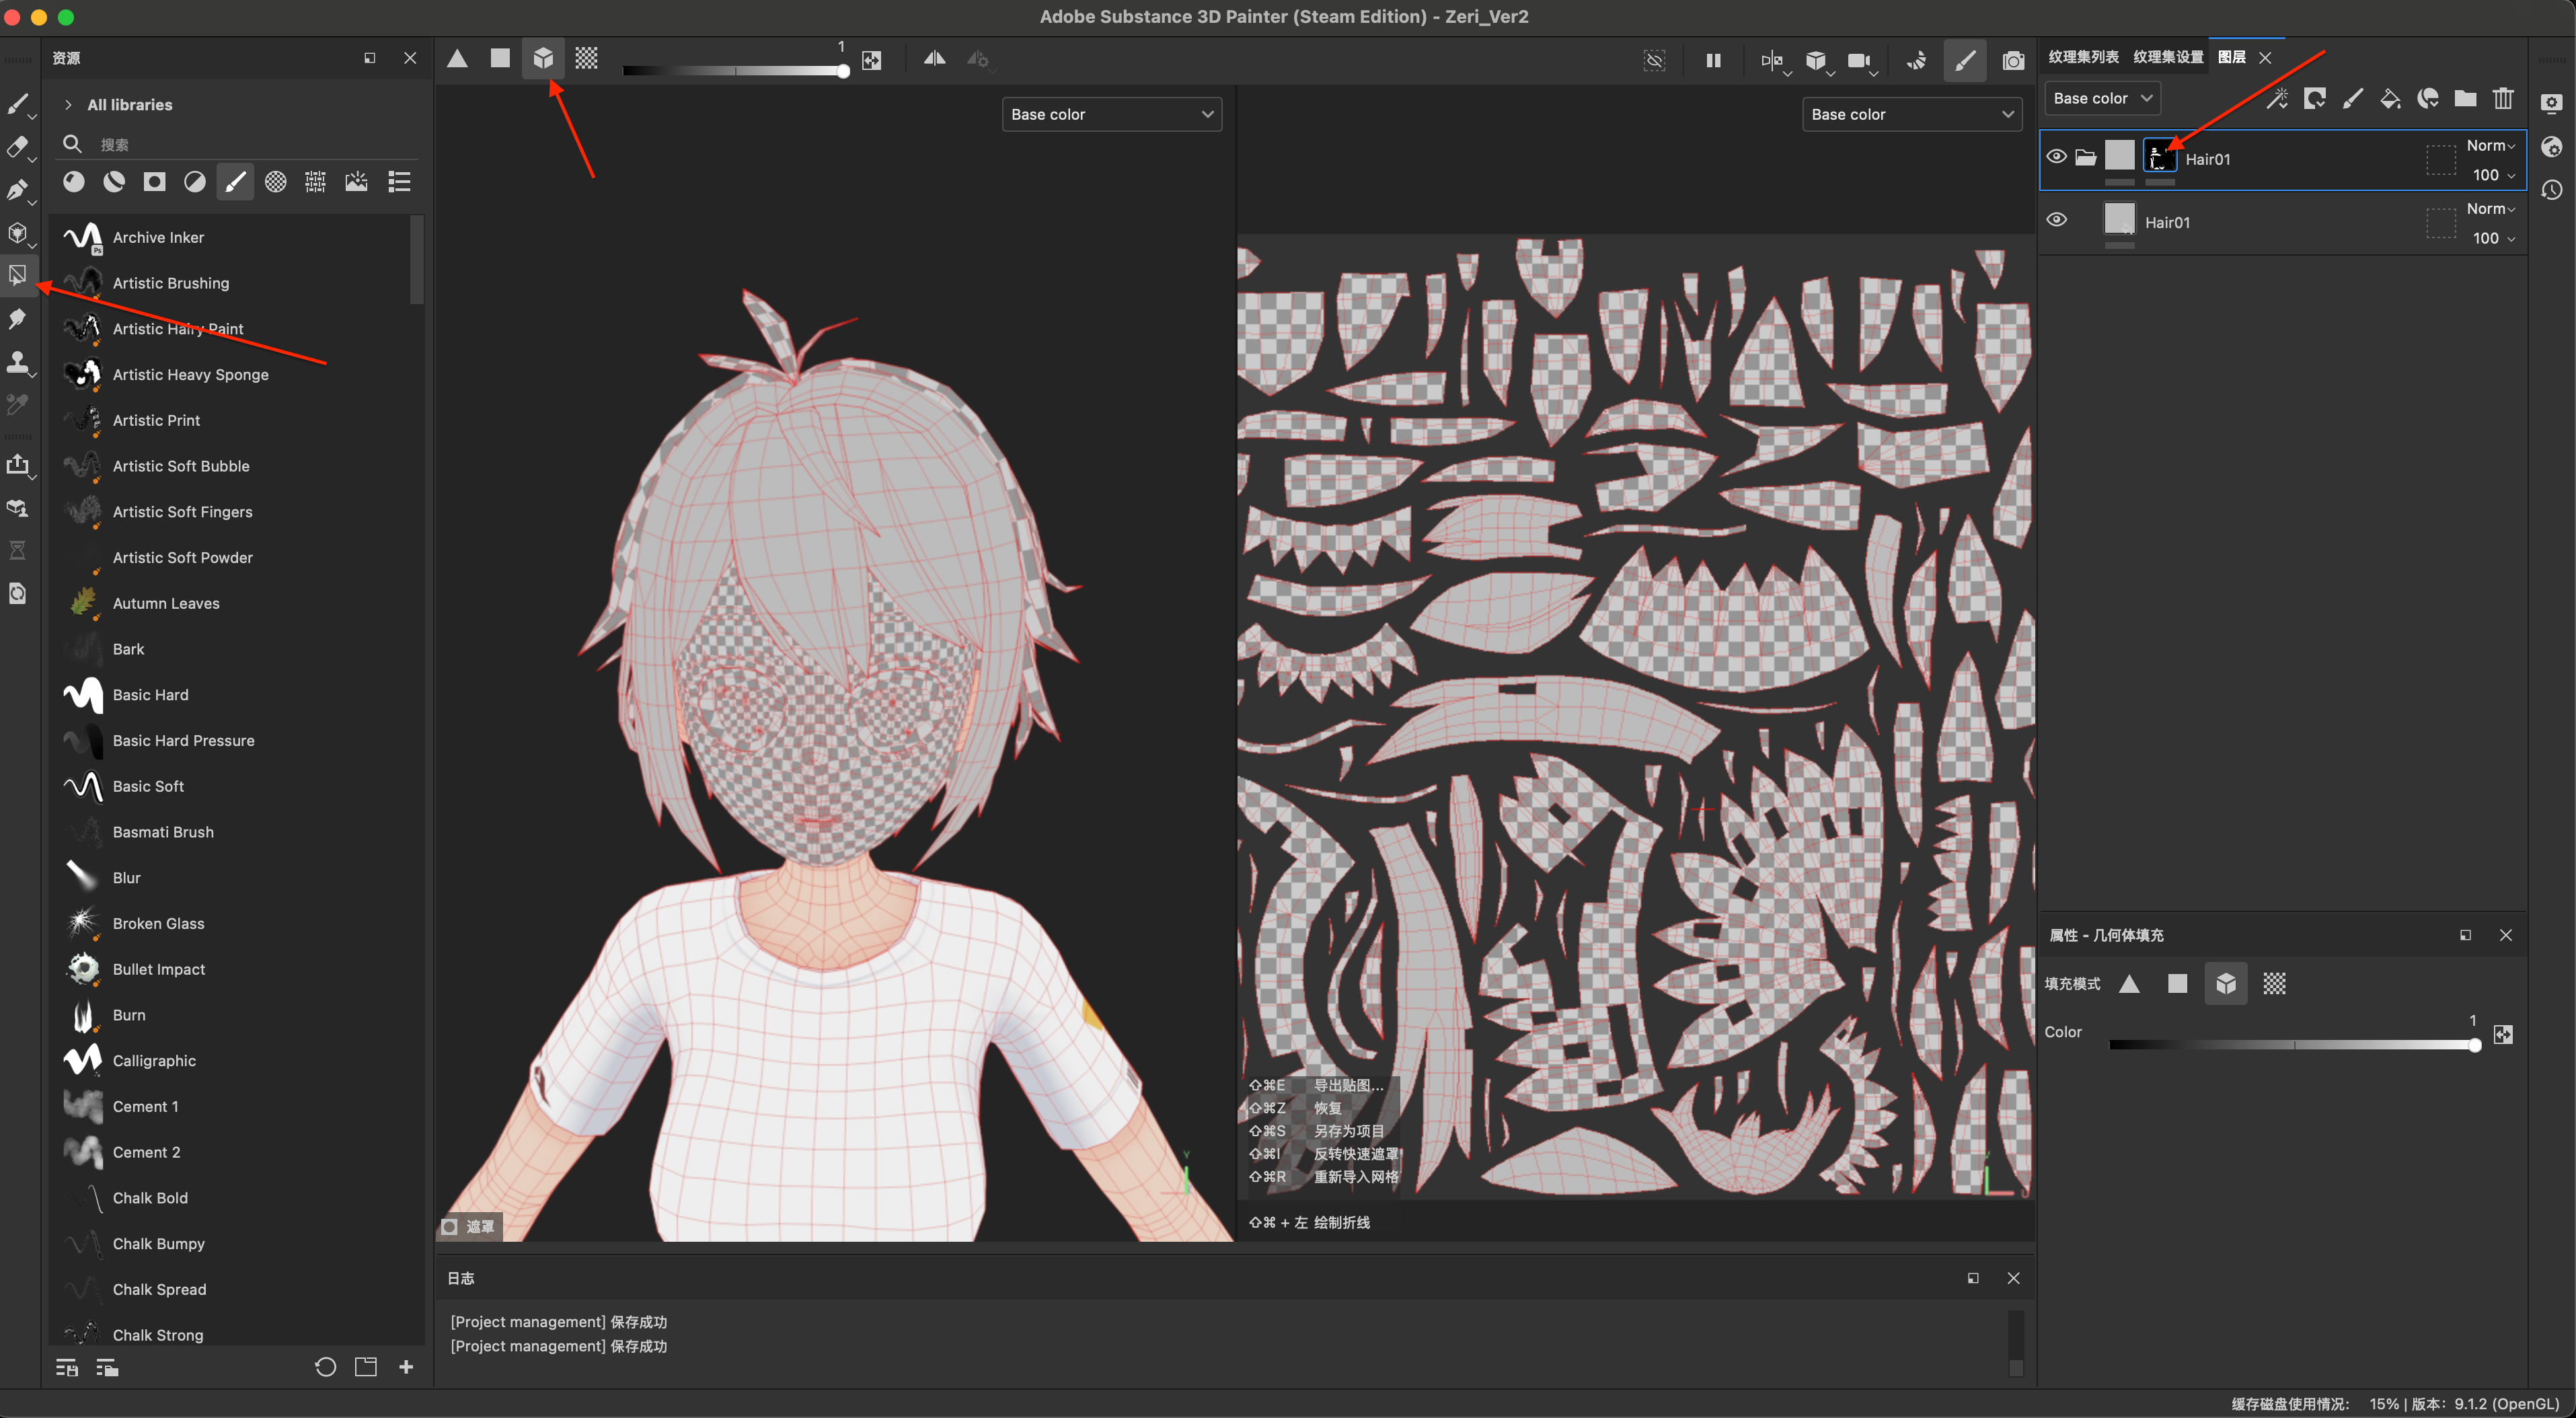 Adobe Substance 3D Painter (Steam Edition) - Zeri_Ver2
资源
All libraries
搜索
Archive Inker
Artistic Brushing
Artistic Hairy Paint
Artistic Heavy Sponge
Artistic Print
Artistic Soft Bubble
Artistic Soft Fingers
Artistic Soft Powder
Autumn Leaves
Bark
Basic Hard
Basic Hard Pressure
Basic Soft
Basmati Brush
Blur
Broken Glass
Bullet Impact
Burn
Calligraphic
Cement 1
Cement 2
Chalk Bold
Chalk Bumpy
Chalk Spread
Chalk Strong
1
Base color
Base color
遮罩
⇧⌘E 导出贴图...
⇧⌘Z 恢复
⇧⌘S 另存为项目
⇧⌘I 反转快速遮罩
⇧⌘R 重新导入网格
⇧⌘ + 左 绘制折线
日志
[Project management] 保存成功
[Project management] 保存成功
纹理集列表 纹理集设置 图层
Base color
Hair01 Norm
100
Hair01 Norm
100
属性 - 几何体填充
填充模式
Color 1
缓存磁盘使用情况: 15% | 版本: 9.1.2 (OpenGL)